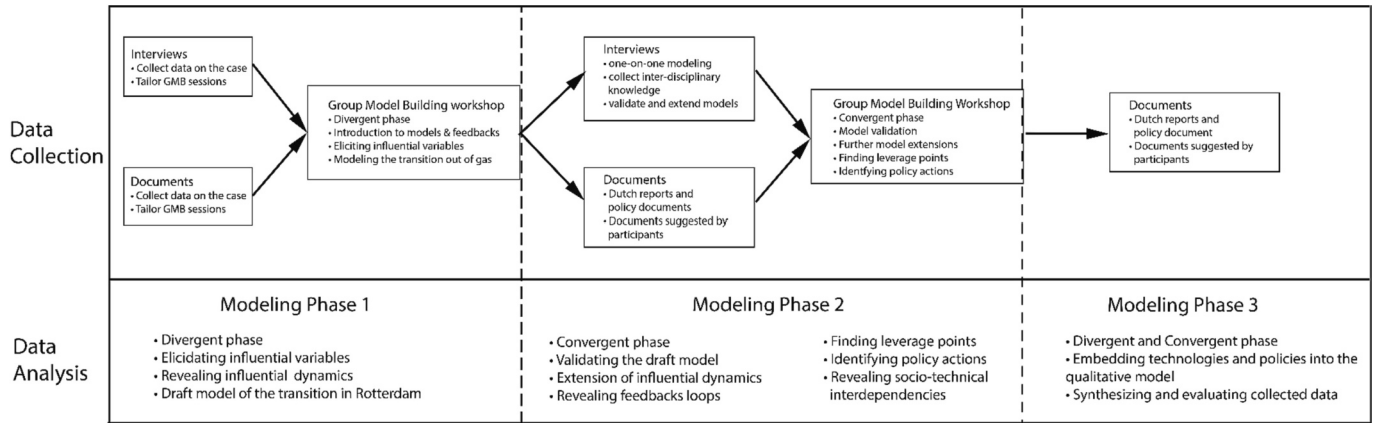 Data
Collection
Interviews
• Collect data on the case
• Tailor GMB sessions
Documents
• Collect data on the case
• Tailor GMB sessions
Group Model Building workshop
• Divergent phase
• Introduction to models & feedbacks
• Eliciting influential variables
• Modeling the transition out of gas
Interviews
• one-on-one modeling
• collect inter-disciplinary
knowledge
• validate and extend models
Documents
• Dutch reports and
policy documents
• Documents suggested by
participants
Group Model Building Workshop
• Convergent phase
• Model validation
• Further model extensions
• Finding leverage points
• Identfying policy actions
Documents
• Dutch reports and
policy document
• Documents suggested by
participants
Data
Analysis
Modeling Phase 1
• Divergent phase
• Elicidating influential variables
• Revealing influential dynamics
• Draft model of the transition in Rotterdam
Modeling Phase 2
• Convergent phase
• Validating the draft model
• Extension of influential dynamics
• Revealing feedbacks loops
• Finding leverage points
• Identifying policy actions
• Revealing socio-technical
interdependencies
Modeling Phase 3
• Divergent and Convergent phase
• Embedding technologies and policies into the
qualitative model
• Synthesizing and evaluating collected data